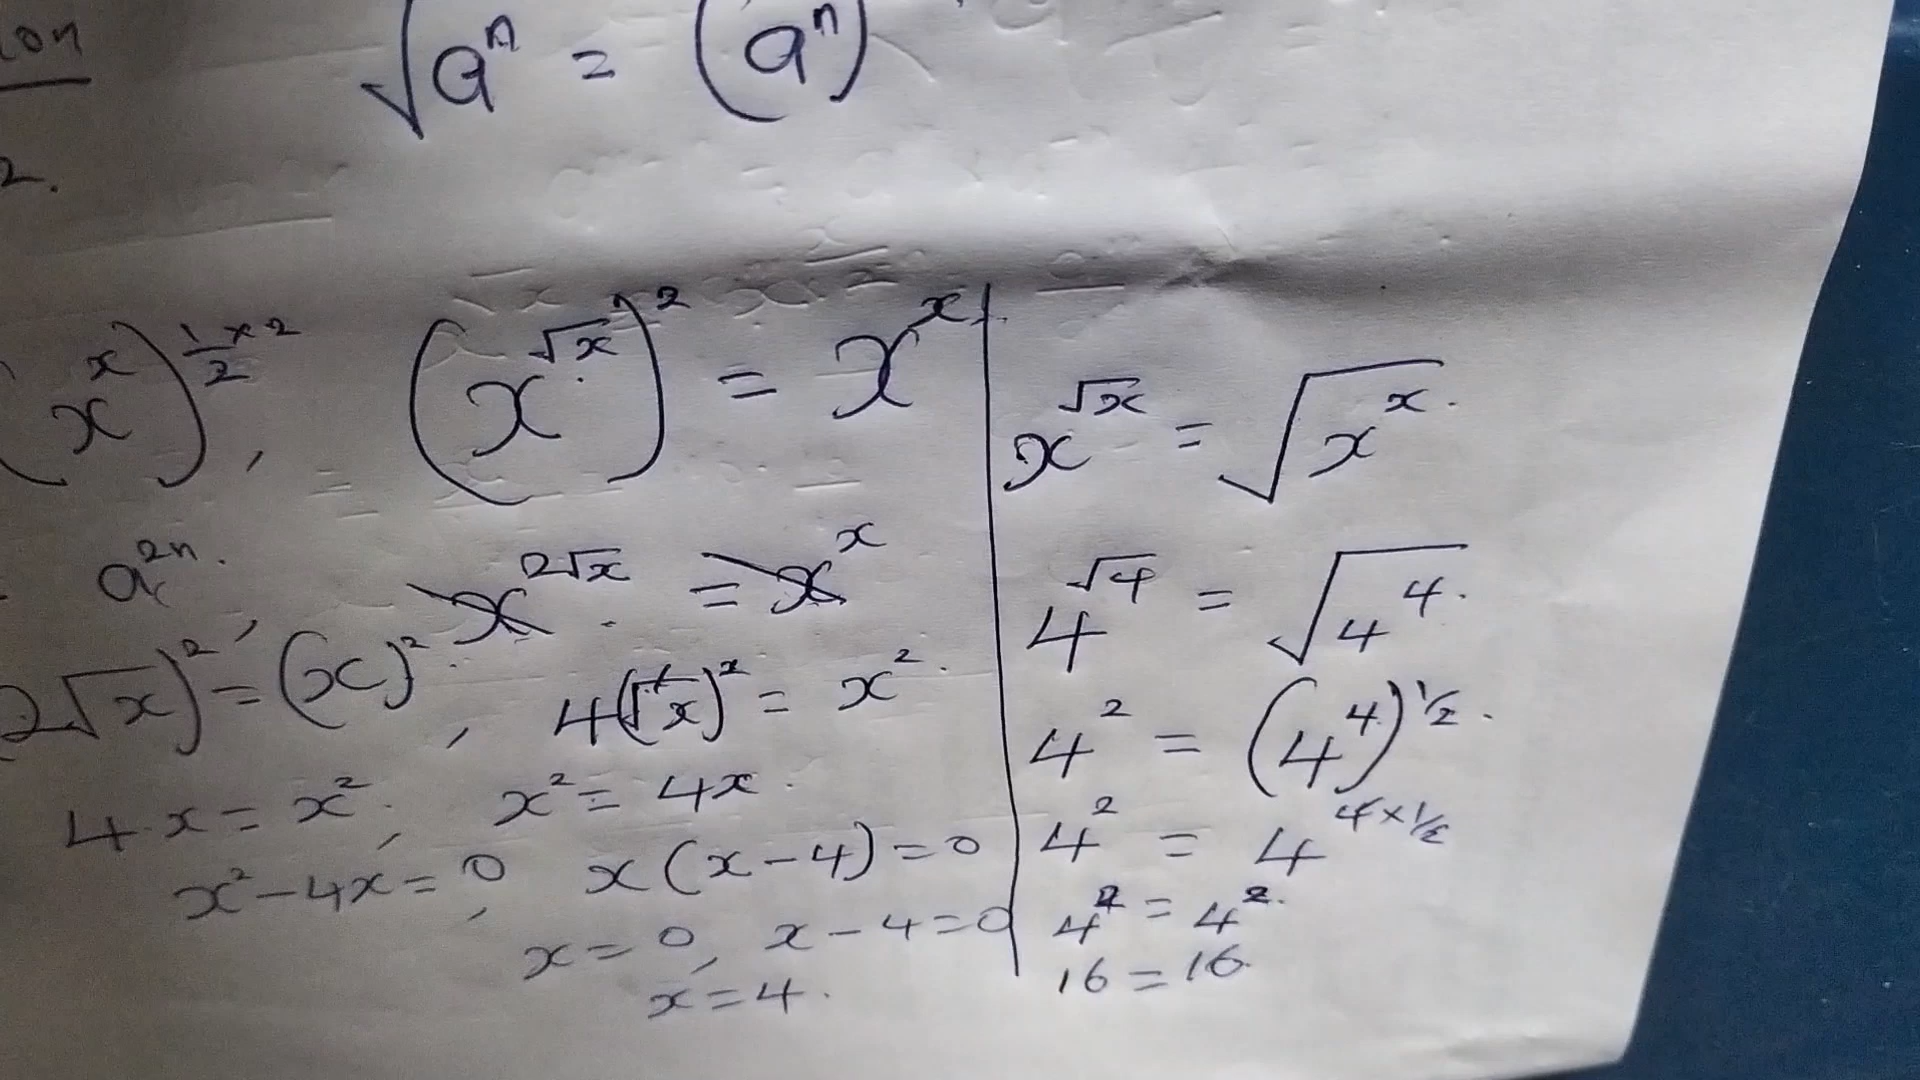 on √aⁿ = (aⁿ)
2.
(x^x)^(1/2 × 2), (x^√x)² = x^x
a^2n. x^2√x = x^x
2√x)² = (x)², 4(√x)² = x².
4.x = x², x² = 4x.
x² - 4x = 0, x(x - 4) = 0
x = 0, x - 4 = 0
x = 4.
x^√x = √x^x.
4^√4 = √4^4.
4² = (4^4)^1/2.
4² = 4^4×1/2
4² = 4².
16 = 16.